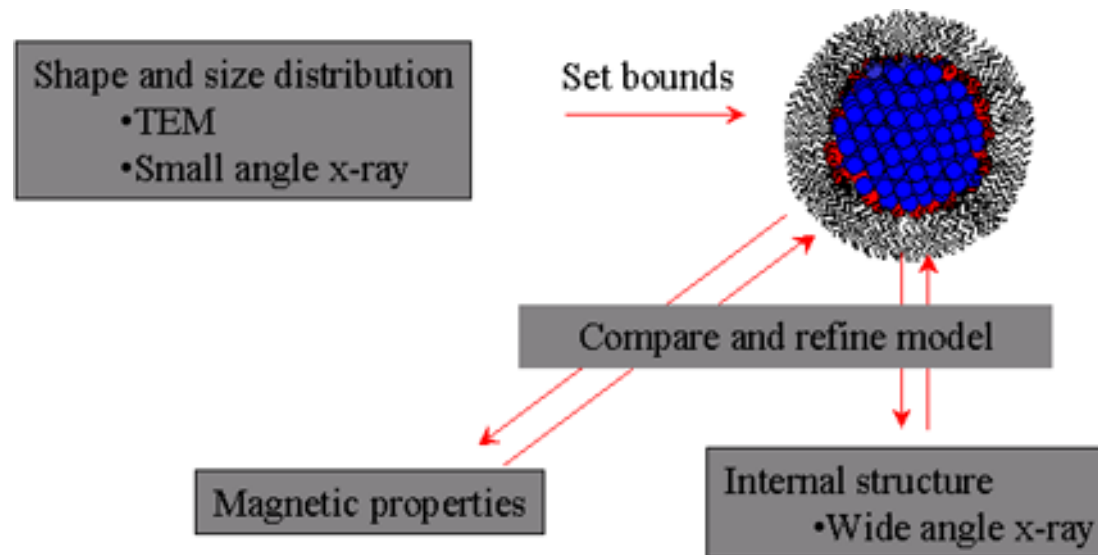 Shape and size distribution
•TEM
•Small angle x-ray
Set bounds
Compare and refine model
Magnetic properties
Internal structure
•Wide angle x-ray